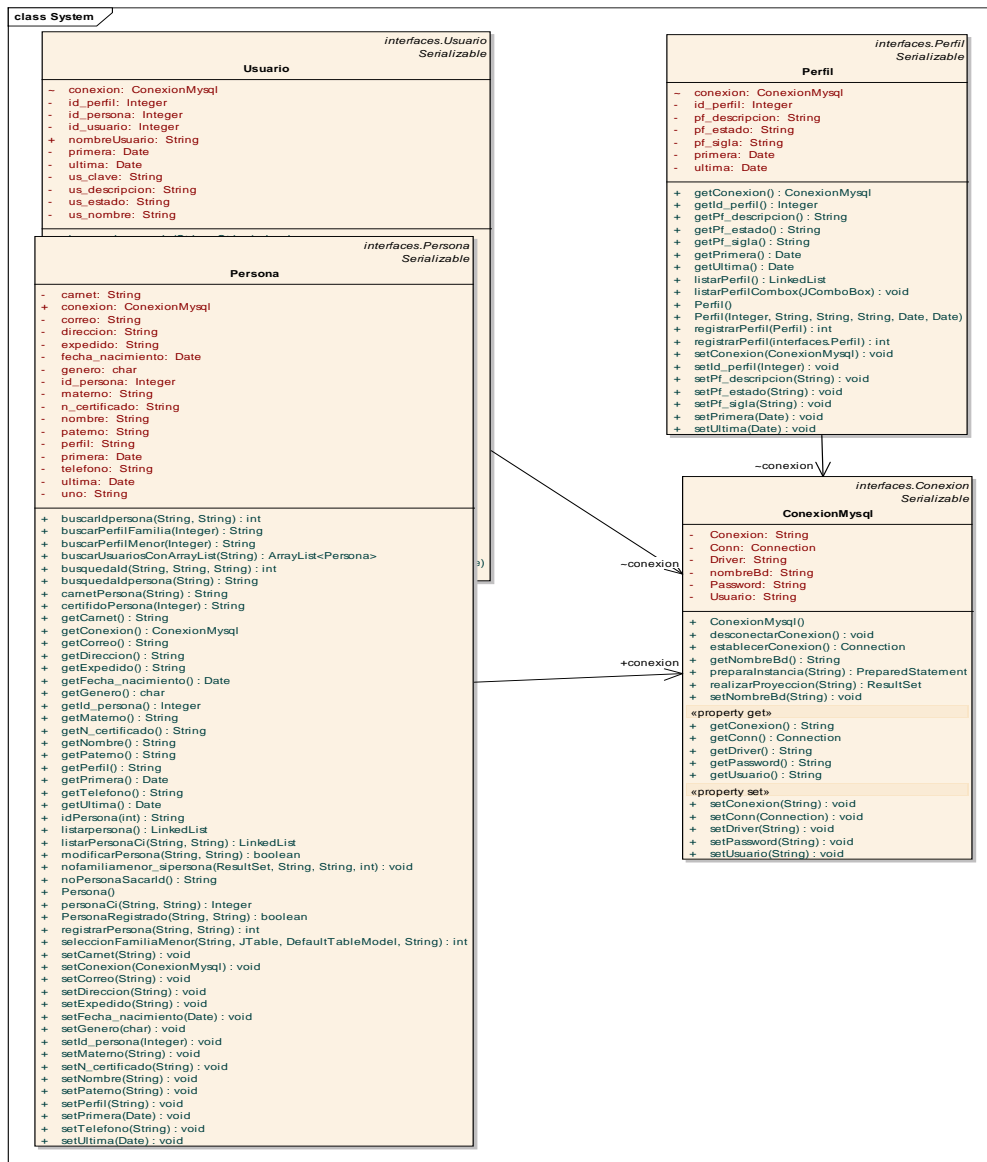 class System
interfaces.Usuario
Serializable
Usuario
~ conexion: ConexionMysql
- id_perfil: Integer
- id_persona: Integer
- id_usuario: Integer
+ nombreUsuario: String
- primera: Date
- ultima: Date
- us_clave: String
- us_descripcion: String
- us_estado: String
- us_nombre: String
interfaces.Persona
Serializable
Persona
- carnet: String
+ conexion: ConexionMysql
- correo: String
- direccion: String
- expedido: String
- fecha_nacimiento: Date
- genero: char
- id_persona: Integer
- materno: String
- n_certificado: String
- nombre: String
- paterno: String
- perfil: String
- primera: Date
- telefono: String
- ultima: Date
- uno: String
+ buscarIdpersona(String, String) : int
+ buscarPerfilFamilia(Integer) : String
+ buscarPerfilMenor(Integer) : String
+ buscarUsuariosConArrayList(String) : ArrayList<Persona>
+ busquedaId(String, String, String) : int
+ busquedaIdpersona(String) : String
+ carnetPersona(String) : String
+ certifidoPersona(Integer) : String
+ getCarnet() : String
+ getConexion() : ConexionMysql
+ getCorreo() : String
+ getDireccion() : String
+ getExpedido() : String
+ getFecha_nacimiento() : Date
+ getGenero() : char
+ getId_persona() : Integer
+ getMaterno() : String
+ getN_certificado() : String
+ getNombre() : String
+ getPaterno() : String
+ getPerfil() : String
+ getPrimera() : Date
+ getTelefono() : String
+ getUltima() : Date
+ idPersona(int) : String
+ listarpersona() : LinkedList
+ listarPersonaCi(String, String) : LinkedList
+ modificarPersona(String, String) : boolean
+ nofamiliamenor_sipersona(ResultSet, String, String, int) : void
+ noPersonaSacarId() : String
+ Persona()
+ personaCi(String, String) : Integer
+ PersonaRegistrado(String, String) : boolean
+ registrarPersona(String, String) : int
+ seleccionFamiliaMenor(String, JTable, DefaultTableModel, String) : int
+ setCarnet(String) : void
+ setConexion(ConexionMysql) : void
+ setCorreo(String) : void
+ setDireccion(String) : void
+ setExpedido(String) : void
+ setFecha_nacimiento(Date) : void
+ setGenero(char) : void
+ setId_persona(Integer) : void
+ setMaterno(String) : void
+ setN_certificado(String) : void
+ setNombre(String) : void
+ setPaterno(String) : void
+ setPerfil(String) : void
+ setPrimera(Date) : void
+ setTelefono(String) : void
+ setUltima(Date) : void
e)
interfaces.Perfil
Serializable
Perfil
~ conexion: ConexionMysql
- id_perfil: Integer
- pf_descripcion: String
- pf_estado: String
- pf_sigla: String
- primera: Date
- ultima: Date
+ getConexion() : ConexionMysql
+ getId_perfil() : Integer
+ getPf_descripcion() : String
+ getPf_estado() : String
+ getPf_sigla() : String
+ getPrimera() : Date
+ getUltima() : Date
+ listarPerfil() : LinkedList
+ listarPerfilCombox(JComboBox) : void
+ Perfil()
+ Perfil(Integer, String, String, String, Date, Date)
+ registrarPerfil(Perfil) : int
+ registrarPerfil(interfaces.Perfil) : int
+ setConexion(ConexionMysql) : void
+ setId_perfil(Integer) : void
+ setPf_descripcion(String) : void
+ setPf_estado(String) : void
+ setPf_sigla(String) : void
+ setPrimera(Date) : void
+ setUltima(Date) : void
~conexion
~conexion
+conexion
interfaces.Conexion
Serializable
ConexionMysql
- Conexion: String
- Conn: Connection
- Driver: String
- nombreBd: String
- Password: String
- Usuario: String
+ ConexionMysql()
+ desconectarConexion() : void
+ establecerConexion() : Connection
+ getNombreBd() : String
+ preparaInstancia(String) : PreparedStatement
+ realizarProyeccion(String) : ResultSet
+ setNombreBd(String) : void
«property get»
+ getConexion() : String
+ getConn() : Connection
+ getDriver() : String
+ getPassword() : String
+ getUsuario() : String
«property set»
+ setConexion(String) : void
+ setConn(Connection) : void
+ setDriver(String) : void
+ setPassword(String) : void
+ setUsuario(String) : void